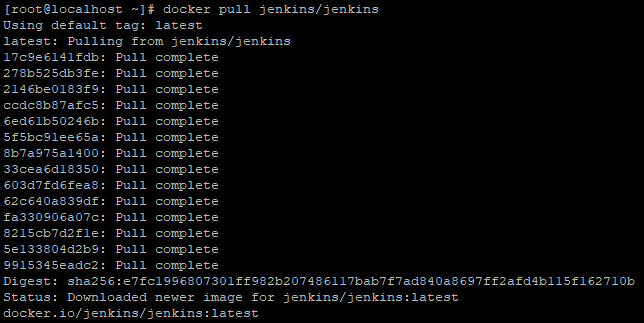 [root@localhost ~]# docker pull jenkins/jenkins
Using default tag: latest
latest: Pulling from jenkins/jenkins
17c9e6141fdb: Pull complete
278b525db3fe: Pull complete
2146be0183f9: Pull complete
ccdc8b87afc5: Pull complete
6ed61b50246b: Pull complete
5f5bc91ee65a: Pull complete
8b7a975a1400: Pull complete
33cea6d18350: Pull complete
603d7fd6fea8: Pull complete
62c640a839df: Pull complete
fa330906a07c: Pull complete
8215cb7d2f1e: Pull complete
5e133804d2b9: Pull complete
9915345eadc2: Pull complete
Digest: sha256:e7fc1996807301ff982b207486117bab7f7ad840a8697ff2afd4b115f162710b
Status: Downloaded newer image for jenkins/jenkins:latest
docker.io/jenkins/jenkins:latest